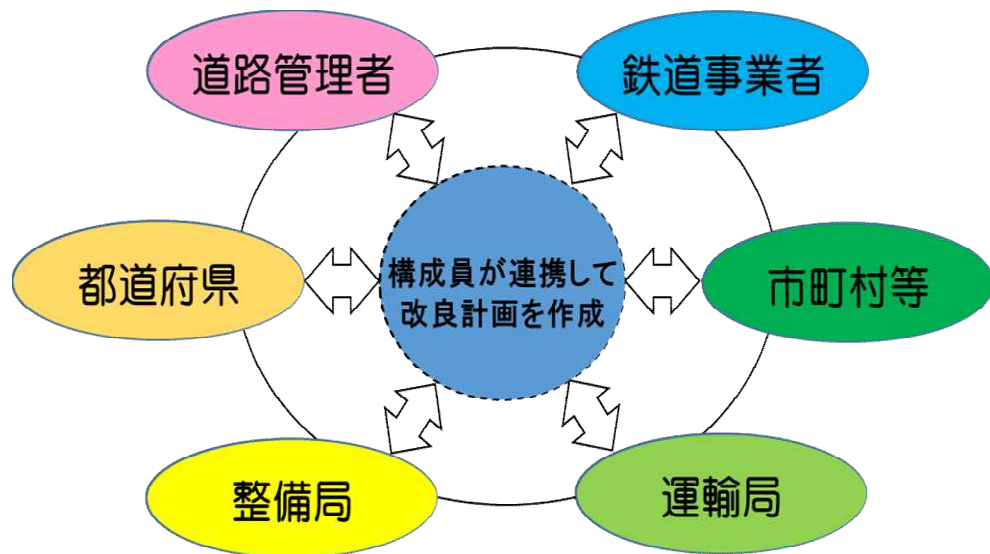 道路管理者
鉄道事業者
都道府県
構成員が連携して
改良計画を作成
市町村等
整備局
運輸局